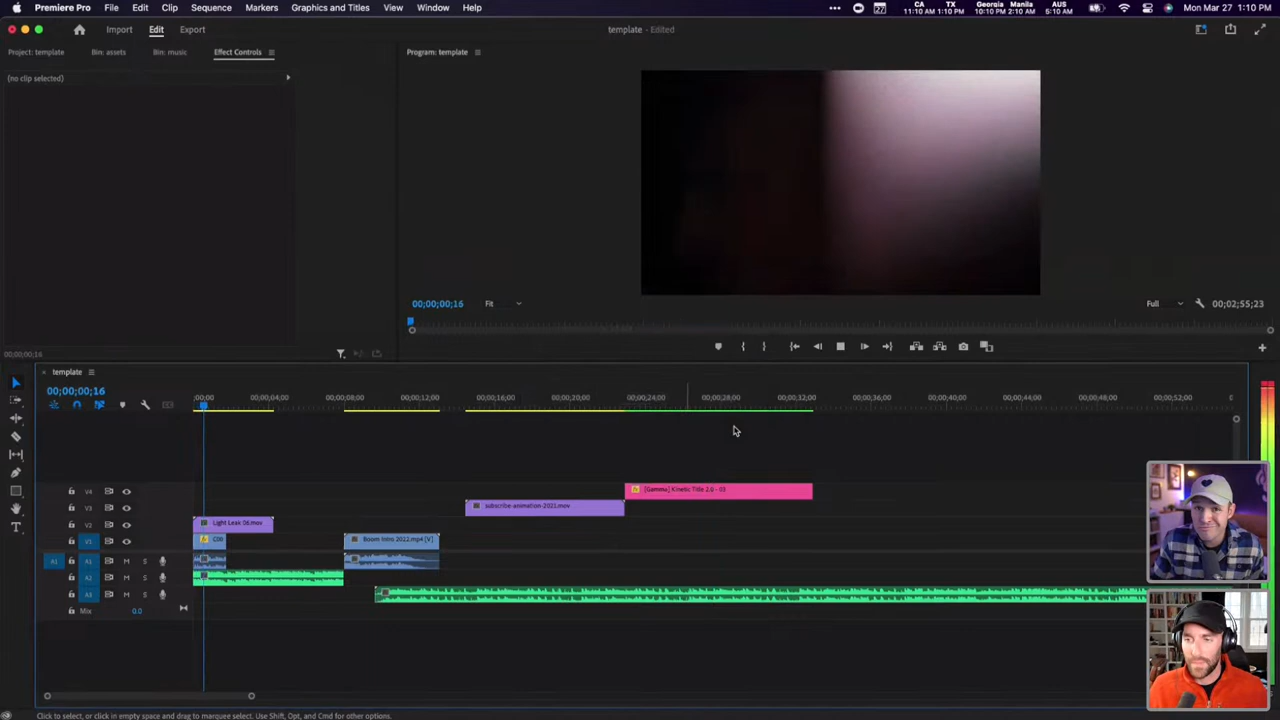 Premiere Pro File Edit Clip Sequence Markers Graphics and Titles View Window Help
CA TX Georgia Manila AUS
27 11:10 AM 1:10 PM 10:10 PM 2:10 AM 5:10 AM Mon Mar 27 1:10 PM
Import Edit Export template - Edited
Project: template Bin: assets Bin: music Effect Controls Program: template
(no clip selected)
00;00;00;16 Fit Full 00;02;55;23
00;00;00;16
template
00;00;00;16
;00;00 00;00;04;00 00;00;08;00 00;00;12;00 00;00;16;00 00;00;20;00 00;00;24;00 00;00;28;00 00;00;32;00 00;00;36;00 00;00;40;00 00;00;44;00 00;00;48;00 00;00;52;00
V4 [Gamma] Kinetic Title 2.0 - 03
V3 subscribe-animation-2021.mov
V2 Light Leak 06.mov
V1 C00 Boom Intro 2022.mp4 [V]
A1 A1 M S
A2 M S
A3 M S
Mix 0.0
Click to select, or click in empty space and drag to marquee select. Use Shift, Opt, and Cmd for other options.